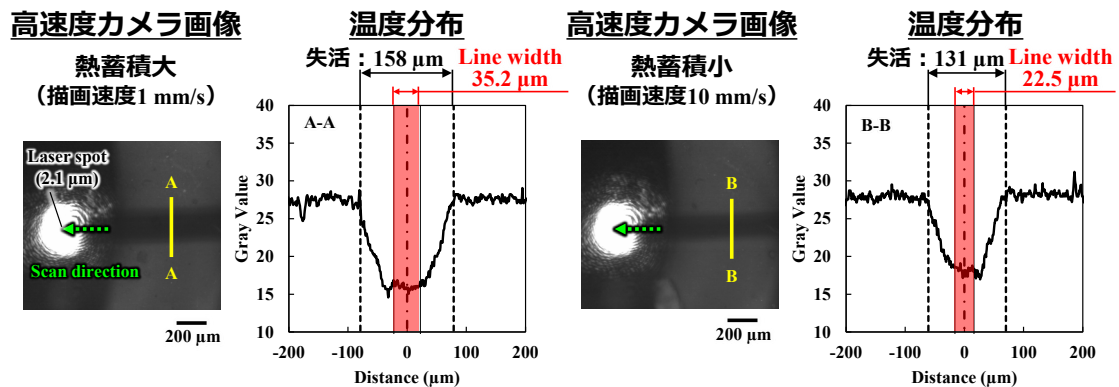 高速度カメラ画像
熱蓄積大
(描画速度1 mm/s)
Laser spot
(2.1 μm)
A
A
Scan direction
200 μm
温度分布
失活:158 μm
Line width
35.2 μm
A-A
40
35
30
25
20
15
10
Gray Value
-200
-100
0
100
200
Distance (μm)
高速度カメラ画像
熱蓄積小
(描画速度10 mm/s)
B
B
200 μm
温度分布
失活:131 μm
Line width
22.5 μm
B-B
40
35
30
25
20
15
10
Gray Value
-200
-100
0
100
200
Distance (μm)